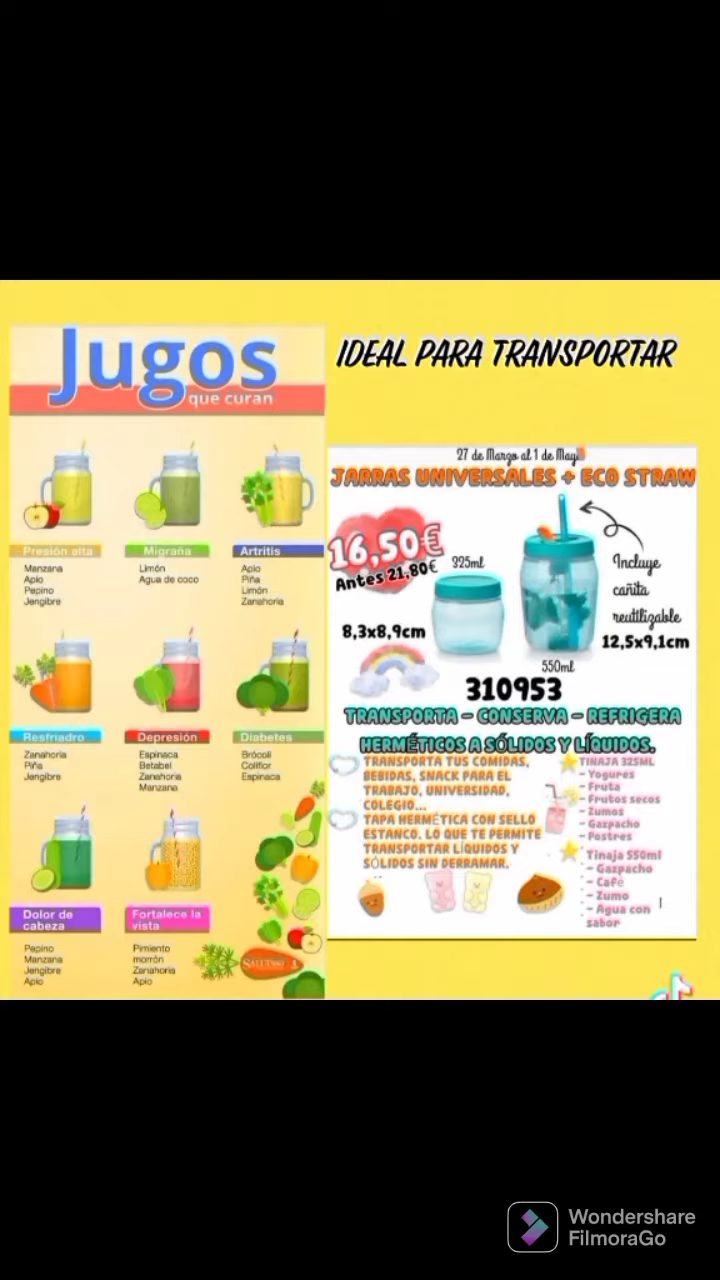 Jugos
que curan
Presión alta
Manzana
Apio
Pepino
Jengibre
Migraña
Limón
Agua de coco
Artritis
Apio
Piña
Limón
Zanahoria
Resfriadro
Zanahoria
Piña
Jengibre
Depresión
Espinaca
Betabel
Zanahoria
Manzana
Diabetes
Brócoli
Coliflor
Espinaca
Dolor de
cabeza
Pepino
Manzana
Jengibre
Apio
Fortalece la
vista
Pimiento
morrón
Zanahoria
Apio
IDEAL PARA TRANSPORTAR
27 de Marzo al 1 de Mayo
JARRAS UNIVERSALES + ECO STRAW
16,50€
Antes 21,80€
325ml
8,3x8,9cm
Incluye
cañita
reutilizable
12,5x9,1cm
550ml
310953
TRANSPORTA - CONSERVA - REFRIGERA
HERMÉTICOS A SÓLIDOS Y LÍQUIDOS.
TRANSPORTA TUS COMIDAS,
BEBIDAS, SNACK PARA EL
TRABAJO, UNIVERSIDAD,
COLEGIO...
TAPA HERMÉTICA CON SELLO
ESTANCO. LO QUE TE PERMITE
TRANSPORTAR LÍQUIDOS Y
SÓLIDOS SIN DERRAMAR.
TINAJA 325ML
- Yogures
- Fruta
- Frutos secos
- Zumos
- Gazpacho
- Postres
Tinaja 550ml
- Gazpacho
- Café
- Zumo
- Agua con
sabor
Wondershare
FilmoraGo